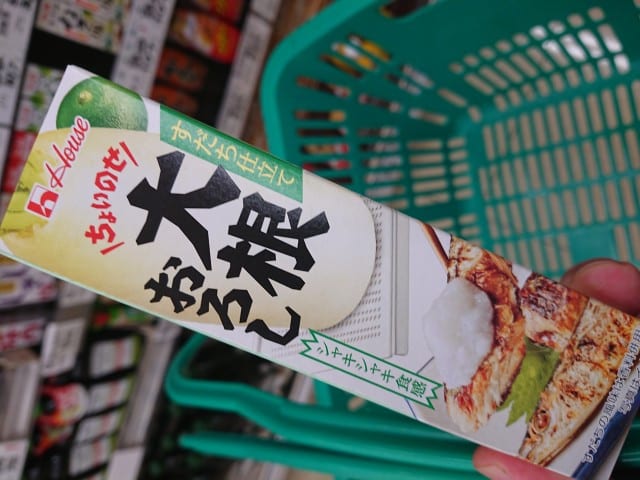 House
すだち仕立て
ちょいのせ
大根
おろし
シャキシャキ食感